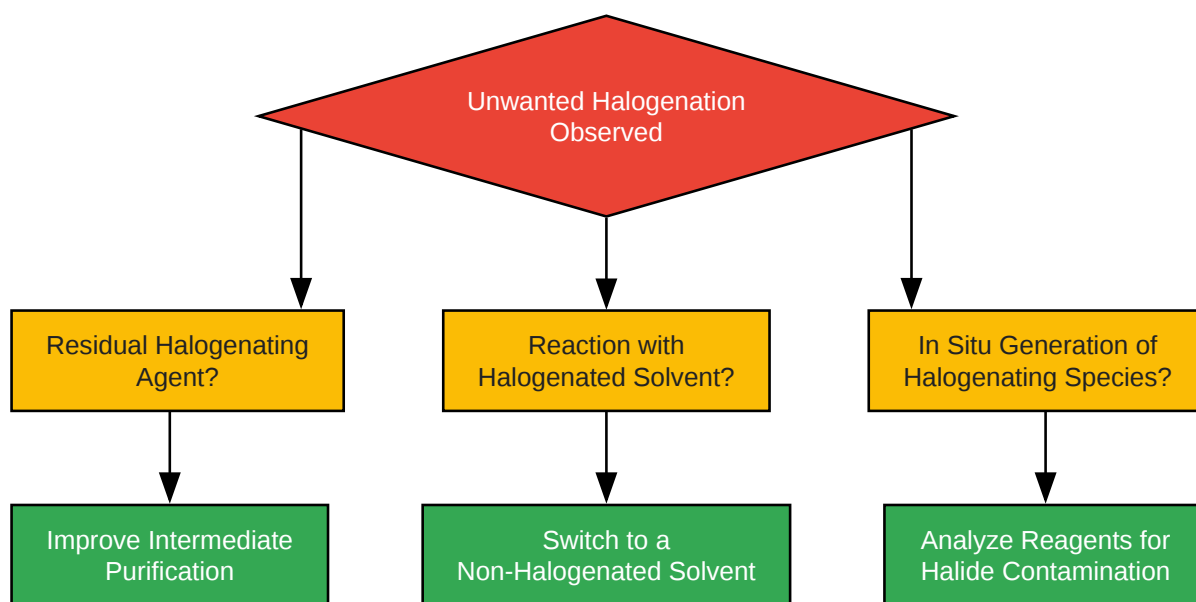 Unwanted Halogenation
Observed
Residual Halogenating
Agent?
Reaction with
Halogenated Solvent?
In Situ Generation of
Halogenating Species?
Improve Intermediate
Purification
Switch to a
Non-Halogenated Solvent
Analyze Reagents for
Halide Contamination